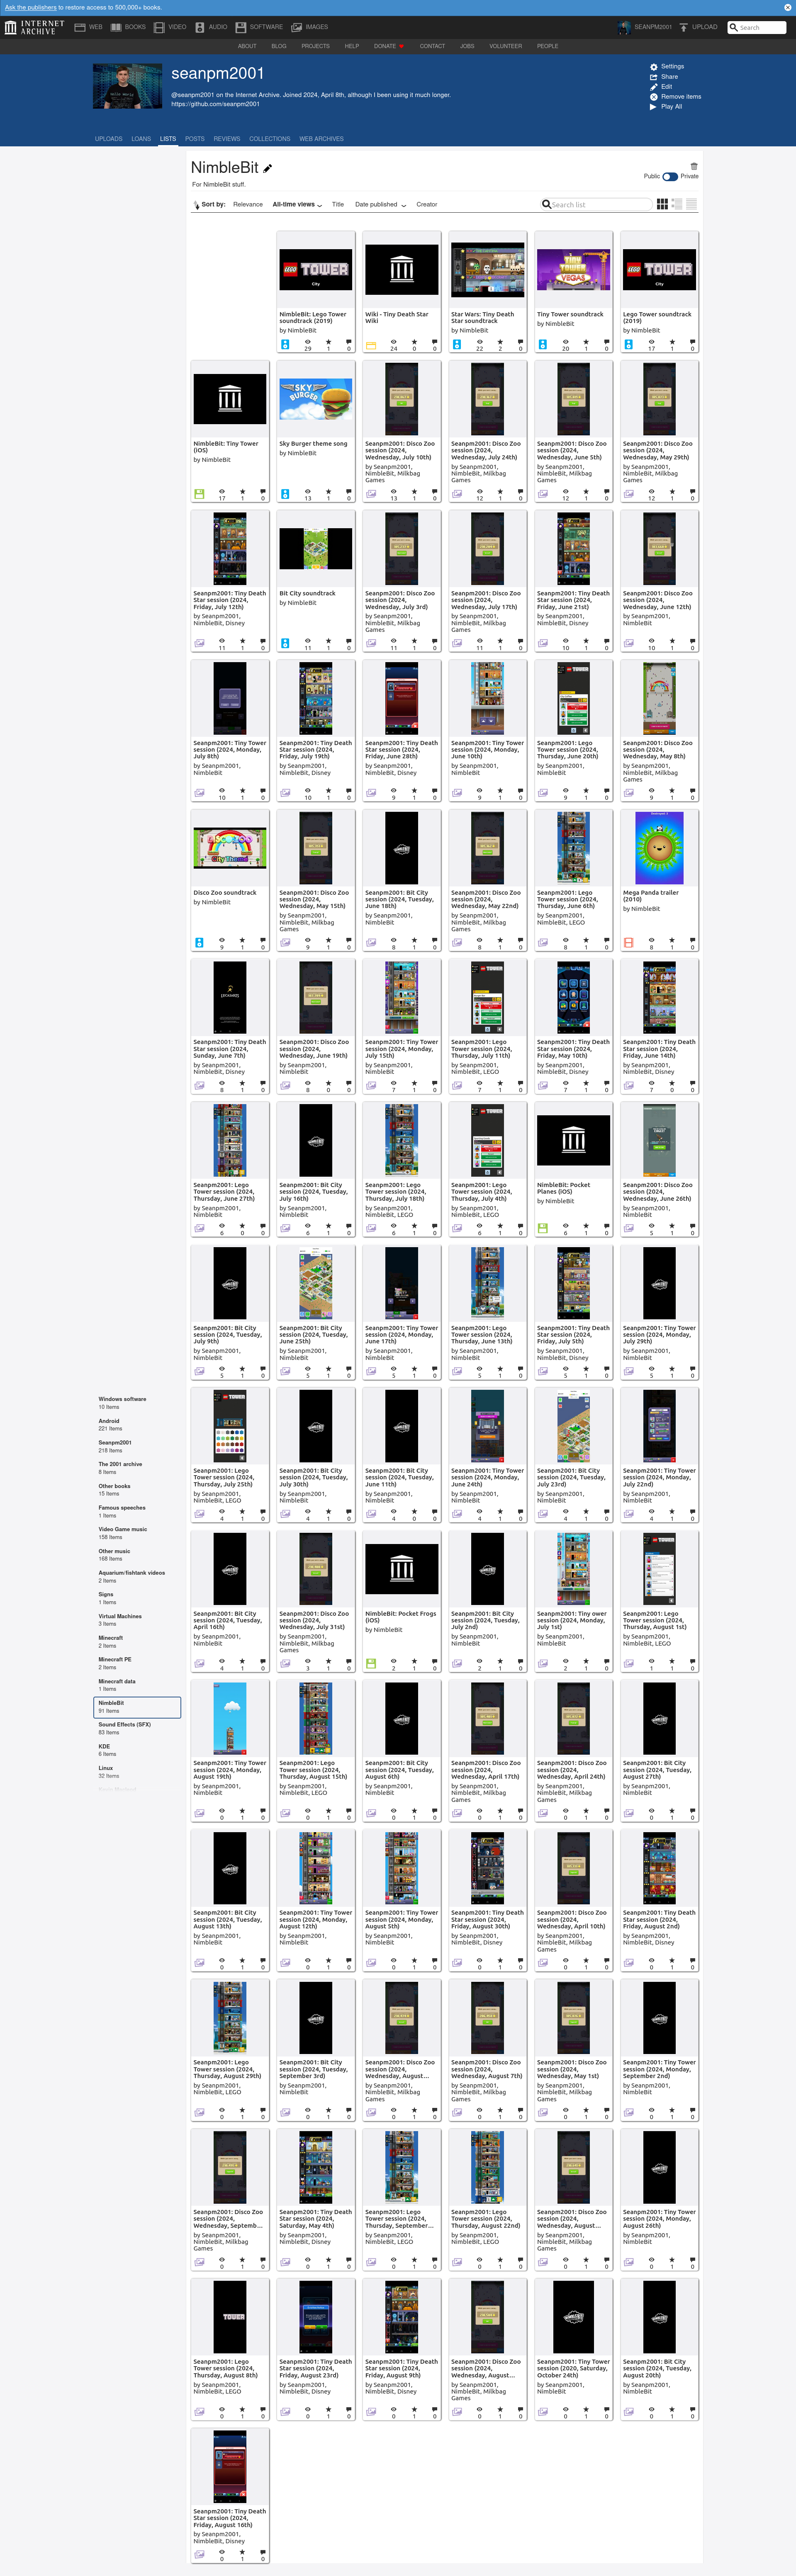 Ask the publishers to restore access to 500,000+ books.
INTERNET ARCHIVE WEB BOOKS VIDEO AUDIO SOFTWARE IMAGES SEANPM2001 UPLOAD Search
ABOUT BLOG PROJECTS HELP DONATE CONTACT JOBS VOLUNTEER PEOPLE
seanpm2001
@seanpm2001 on the Internet Archive. Joined 2024, April 8th, although I been using it much longer.
https://github.com/seanpm2001
Settings
Share
Edit
Remove items
Play All
UPLOADS LOANS LISTS POSTS REVIEWS COLLECTIONS WEB ARCHIVES
NimbleBit
For NimbleBit stuff.
Public Private
Sort by: Relevance All-time views Title Date published Creator
Search list
NimbleBit: Lego Tower soundtrack (2019)
by NimbleBit
29 1 0
Wiki - Tiny Death Star Wiki
by NimbleBit
24 0 0
Star Wars: Tiny Death Star soundtrack
by NimbleBit
22 2 0
Tiny Tower soundtrack
by NimbleBit
20 1 0
Lego Tower soundtrack (2019)
by NimbleBit
17 1 0
NimbleBit: Tiny Tower (iOS)
by NimbleBit
17 1 0
Sky Burger theme song
by NimbleBit
13 1 0
Seanpm2001: Disco Zoo session (2024, Wednesday, July 10th)
by Seanpm2001, NimbleBit, Milkbag Games
13 1 0
Seanpm2001: Disco Zoo session (2024, Wednesday, July 24th)
by Seanpm2001, NimbleBit, Milkbag Games
12 1 0
Seanpm2001: Disco Zoo session (2024, Wednesday, June 5th)
by Seanpm2001, NimbleBit, Milkbag Games
12 1 0
Seanpm2001: Disco Zoo session (2024, Wednesday, May 29th)
by Seanpm2001, NimbleBit, Milkbag Games
12 1 0
Seanpm2001: Tiny Death Star session (2024, Friday, July 12th)
by Seanpm2001, NimbleBit, Disney
11 1 0
Bit City soundtrack
by NimbleBit
11 1 0
Seanpm2001: Disco Zoo session (2024, Wednesday, July 3rd)
by Seanpm2001, NimbleBit, Milkbag Games
11 1 0
Seanpm2001: Disco Zoo session (2024, Wednesday, July 17th)
by Seanpm2001, NimbleBit, Milkbag Games
11 1 0
Seanpm2001: Tiny Death Star session (2024, Friday, June 21st)
by Seanpm2001, NimbleBit, Disney
10 1 0
Seanpm2001: Disco Zoo session (2024, Wednesday, June 12th)
by Seanpm2001, NimbleBit
10 1 0
Seanpm2001: Tiny Tower session (2024, Monday, July 8th)
by Seanpm2001, NimbleBit
10 1 0
Seanpm2001: Tiny Death Star session (2024, Friday, July 19th)
by Seanpm2001, NimbleBit, Disney
10 1 0
Seanpm2001: Tiny Death Star session (2024, Friday, June 28th)
by Seanpm2001, NimbleBit, Disney
9 1 0
Seanpm2001: Tiny Tower session (2024, Monday, June 10th)
by Seanpm2001, NimbleBit
9 1 0
Seanpm2001: Lego Tower session (2024, Thursday, June 20th)
by Seanpm2001, NimbleBit
9 1 0
Seanpm2001: Disco Zoo session (2024, Wednesday, May 8th)
by Seanpm2001, NimbleBit, Milkbag Games
9 1 0
Disco Zoo soundtrack
by NimbleBit
9 1 0
Seanpm2001: Disco Zoo session (2024, Wednesday, May 15th)
by Seanpm2001, NimbleBit, Milkbag Games
9 1 0
Seanpm2001: Bit City session (2024, Tuesday, June 18th)
by Seanpm2001, NimbleBit
8 1 0
Seanpm2001: Disco Zoo session (2024, Wednesday, May 22nd)
by Seanpm2001, NimbleBit, Milkbag Games
8 1 0
Seanpm2001: Lego Tower session (2024, Thursday, June 6th)
by Seanpm2001, NimbleBit, LEGO
8 1 0
Mega Panda trailer (2010)
by NimbleBit
8 1 0
Seanpm2001: Tiny Death Star session (2024, Sunday, June 7th)
by Seanpm2001, NimbleBit, Disney
8 1 0
Seanpm2001: Disco Zoo session (2024, Wednesday, June 19th)
by Seanpm2001, NimbleBit
8 0 0
Seanpm2001: Tiny Tower session (2024, Monday, July 15th)
by Seanpm2001, NimbleBit
7 1 0
Seanpm2001: Lego Tower session (2024, Thursday, July 11th)
by Seanpm2001, NimbleBit, LEGO
7 1 0
Seanpm2001: Tiny Death Star session (2024, Friday, May 10th)
by Seanpm2001, NimbleBit, Disney
7 1 0
Seanpm2001: Tiny Death Star session (2024, Friday, June 14th)
by Seanpm2001, NimbleBit, Disney
7 0 0
Seanpm2001: Lego Tower session (2024, Thursday, June 27th)
by Seanpm2001, NimbleBit
6 0 0
Seanpm2001: Bit City session (2024, Tuesday, July 16th)
by Seanpm2001, NimbleBit
6 1 0
Seanpm2001: Lego Tower session (2024, Thursday, July 18th)
by Seanpm2001, NimbleBit, LEGO
6 1 0
Seanpm2001: Lego Tower session (2024, Thursday, July 4th)
by Seanpm2001, NimbleBit, LEGO
6 1 0
NimbleBit: Pocket Planes (iOS)
by NimbleBit
6 1 0
Seanpm2001: Disco Zoo session (2024, Wednesday, June 26th)
by Seanpm2001, NimbleBit
5 1 0
Seanpm2001: Bit City session (2024, Tuesday, July 9th)
by Seanpm2001, NimbleBit
5 1 0
Seanpm2001: Bit City session (2024, Tuesday, June 25th)
by Seanpm2001, NimbleBit
5 1 0
Seanpm2001: Tiny Tower session (2024, Monday, June 17th)
by Seanpm2001, NimbleBit
5 1 0
Seanpm2001: Lego Tower session (2024, Thursday, June 13th)
by Seanpm2001, NimbleBit
5 1 0
Seanpm2001: Tiny Death Star session (2024, Friday, July 5th)
by Seanpm2001, NimbleBit, Disney
5 1 0
Seanpm2001: Tiny Tower session (2024, Monday, July 29th)
by Seanpm2001, NimbleBit
5 1 0
Windows software
10 Items
Android
221 Items
Seanpm2001
218 Items
The 2001 archive
8 Items
Other books
15 Items
Famous speeches
1 Items
Video Game music
158 Items
Other music
168 Items
Aquarium/fishtank videos
2 Items
Signs
1 Items
Virtual Machines
3 Items
Minecraft
2 Items
Minecraft PE
2 Items
Minecraft data
1 Items
NimbleBit
91 Items
Sound Effects (SFX)
83 Items
KDE
6 Items
Linux
32 Items
Seanpm2001: Lego Tower session (2024, Thursday, July 25th)
by Seanpm2001, NimbleBit, LEGO
4 1 0
Seanpm2001: Bit City session (2024, Tuesday, July 30th)
by Seanpm2001, NimbleBit
4 1 0
Seanpm2001: Bit City session (2024, Tuesday, June 11th)
by Seanpm2001, NimbleBit
4 0 0
Seanpm2001: Tiny Tower session (2024, Monday, June 24th)
by Seanpm2001, NimbleBit
4 1 0
Seanpm2001: Bit City session (2024, Tuesday, July 23rd)
by Seanpm2001, NimbleBit
4 1 0
Seanpm2001: Tiny Tower session (2024, Monday, July 22nd)
by Seanpm2001, NimbleBit
4 1 0
Seanpm2001: Bit City session (2024, Tuesday, April 16th)
by Seanpm2001, NimbleBit
4 1 0
Seanpm2001: Disco Zoo session (2024, Wednesday, July 31st)
by Seanpm2001, NimbleBit, Milkbag Games
3 1 0
NimbleBit: Pocket Frogs (iOS)
by NimbleBit
2 1 0
Seanpm2001: Bit City session (2024, Tuesday, July 2nd)
by Seanpm2001, NimbleBit
2 1 0
Seanpm2001: Tiny ower session (2024, Monday, July 1st)
by Seanpm2001, NimbleBit
2 1 0
Seanpm2001: Lego Tower session (2024, Thursday, August 1st)
by Seanpm2001, NimbleBit, LEGO
1 1 0
Seanpm2001: Tiny Tower session (2024, Monday, August 19th)
by Seanpm2001, NimbleBit
0 1 0
Seanpm2001: Lego Tower session (2024, Thursday, August 15th)
by Seanpm2001, NimbleBit, LEGO
0 1 0
Seanpm2001: Bit City session (2024, Tuesday, August 6th)
by Seanpm2001, NimbleBit
0 1 0
Seanpm2001: Disco Zoo session (2024, Wednesday, April 17th)
by Seanpm2001, NimbleBit, Milkbag Games
0 1 0
Seanpm2001: Disco Zoo session (2024, Wednesday, April 24th)
by Seanpm2001, NimbleBit, Milkbag Games
0 1 0
Seanpm2001: Bit City session (2024, Tuesday, August 27th)
by Seanpm2001, NimbleBit
0 1 0
Seanpm2001: Bit City session (2024, Tuesday, August 13th)
by Seanpm2001, NimbleBit
0 1 0
Seanpm2001: Tiny Tower session (2024, Monday, August 12th)
by Seanpm2001, NimbleBit
0 1 0
Seanpm2001: Tiny Tower session (2024, Monday, August 5th)
by Seanpm2001, NimbleBit
0 1 0
Seanpm2001: Tiny Death Star session (2024, Friday, August 30th)
by Seanpm2001, NimbleBit, Disney
0 1 0
Seanpm2001: Disco Zoo session (2024, Wednesday, April 10th)
by Seanpm2001, NimbleBit, Milkbag Games
0 1 0
Seanpm2001: Tiny Death Star session (2024, Friday, August 2nd)
by Seanpm2001, NimbleBit, Disney
0 1 0
Seanpm2001: Lego Tower session (2024, Thursday, August 29th)
by Seanpm2001, NimbleBit, LEGO
0 1 0
Seanpm2001: Bit City session (2024, Tuesday, September 3rd)
by Seanpm2001, NimbleBit
0 1 0
Seanpm2001: Disco Zoo session (2024, Wednesday, August...
by Seanpm2001, NimbleBit, Milkbag Games
0 1 0
Seanpm2001: Disco Zoo session (2024, Wednesday, August 7th)
by Seanpm2001, NimbleBit, Milkbag Games
0 1 0
Seanpm2001: Disco Zoo session (2024, Wednesday, May 1st)
by Seanpm2001, NimbleBit, Milkbag Games
0 1 0
Seanpm2001: Tiny Tower session (2024, Monday, September 2nd)
by Seanpm2001, NimbleBit
0 1 0
Seanpm2001: Disco Zoo session (2024, Wednesday, Septemb...
by Seanpm2001, NimbleBit, Milkbag Games
0 1 0
Seanpm2001: Tiny Death Star session (2024, Saturday, May 4th)
by Seanpm2001, NimbleBit, Disney
0 1 0
Seanpm2001: Lego Tower session (2024, Thursday, September...
by Seanpm2001, NimbleBit, LEGO
0 1 0
Seanpm2001: Lego Tower session (2024, Thursday, August 22nd)
by Seanpm2001, NimbleBit, LEGO
0 1 0
Seanpm2001: Disco Zoo session (2024, Wednesday, August...
by Seanpm2001, NimbleBit, Milkbag Games
0 1 0
Seanpm2001: Tiny Tower session (2024, Monday, August 26th)
by Seanpm2001, NimbleBit
0 1 0
Seanpm2001: Lego Tower session (2024, Thursday, August 8th)
by Seanpm2001, NimbleBit, LEGO
0 1 0
Seanpm2001: Tiny Death Star session (2024, Friday, August 23rd)
by Seanpm2001, NimbleBit, Disney
0 1 0
Seanpm2001: Tiny Death Star session (2024, Friday, August 9th)
by Seanpm2001, NimbleBit, Disney
0 1 0
Seanpm2001: Disco Zoo session (2024, Wednesday, August...
by Seanpm2001, NimbleBit, Milkbag Games
0 1 0
Seanpm2001: Tiny Tower session (2020, Saturday, October 24th)
by Seanpm2001, NimbleBit
0 1 0
Seanpm2001: Bit City session (2024, Tuesday, August 20th)
by Seanpm2001, NimbleBit
0 1 0
Seanpm2001: Tiny Death Star session (2024, Friday, August 16th)
by Seanpm2001, NimbleBit, Disney
0 1 0